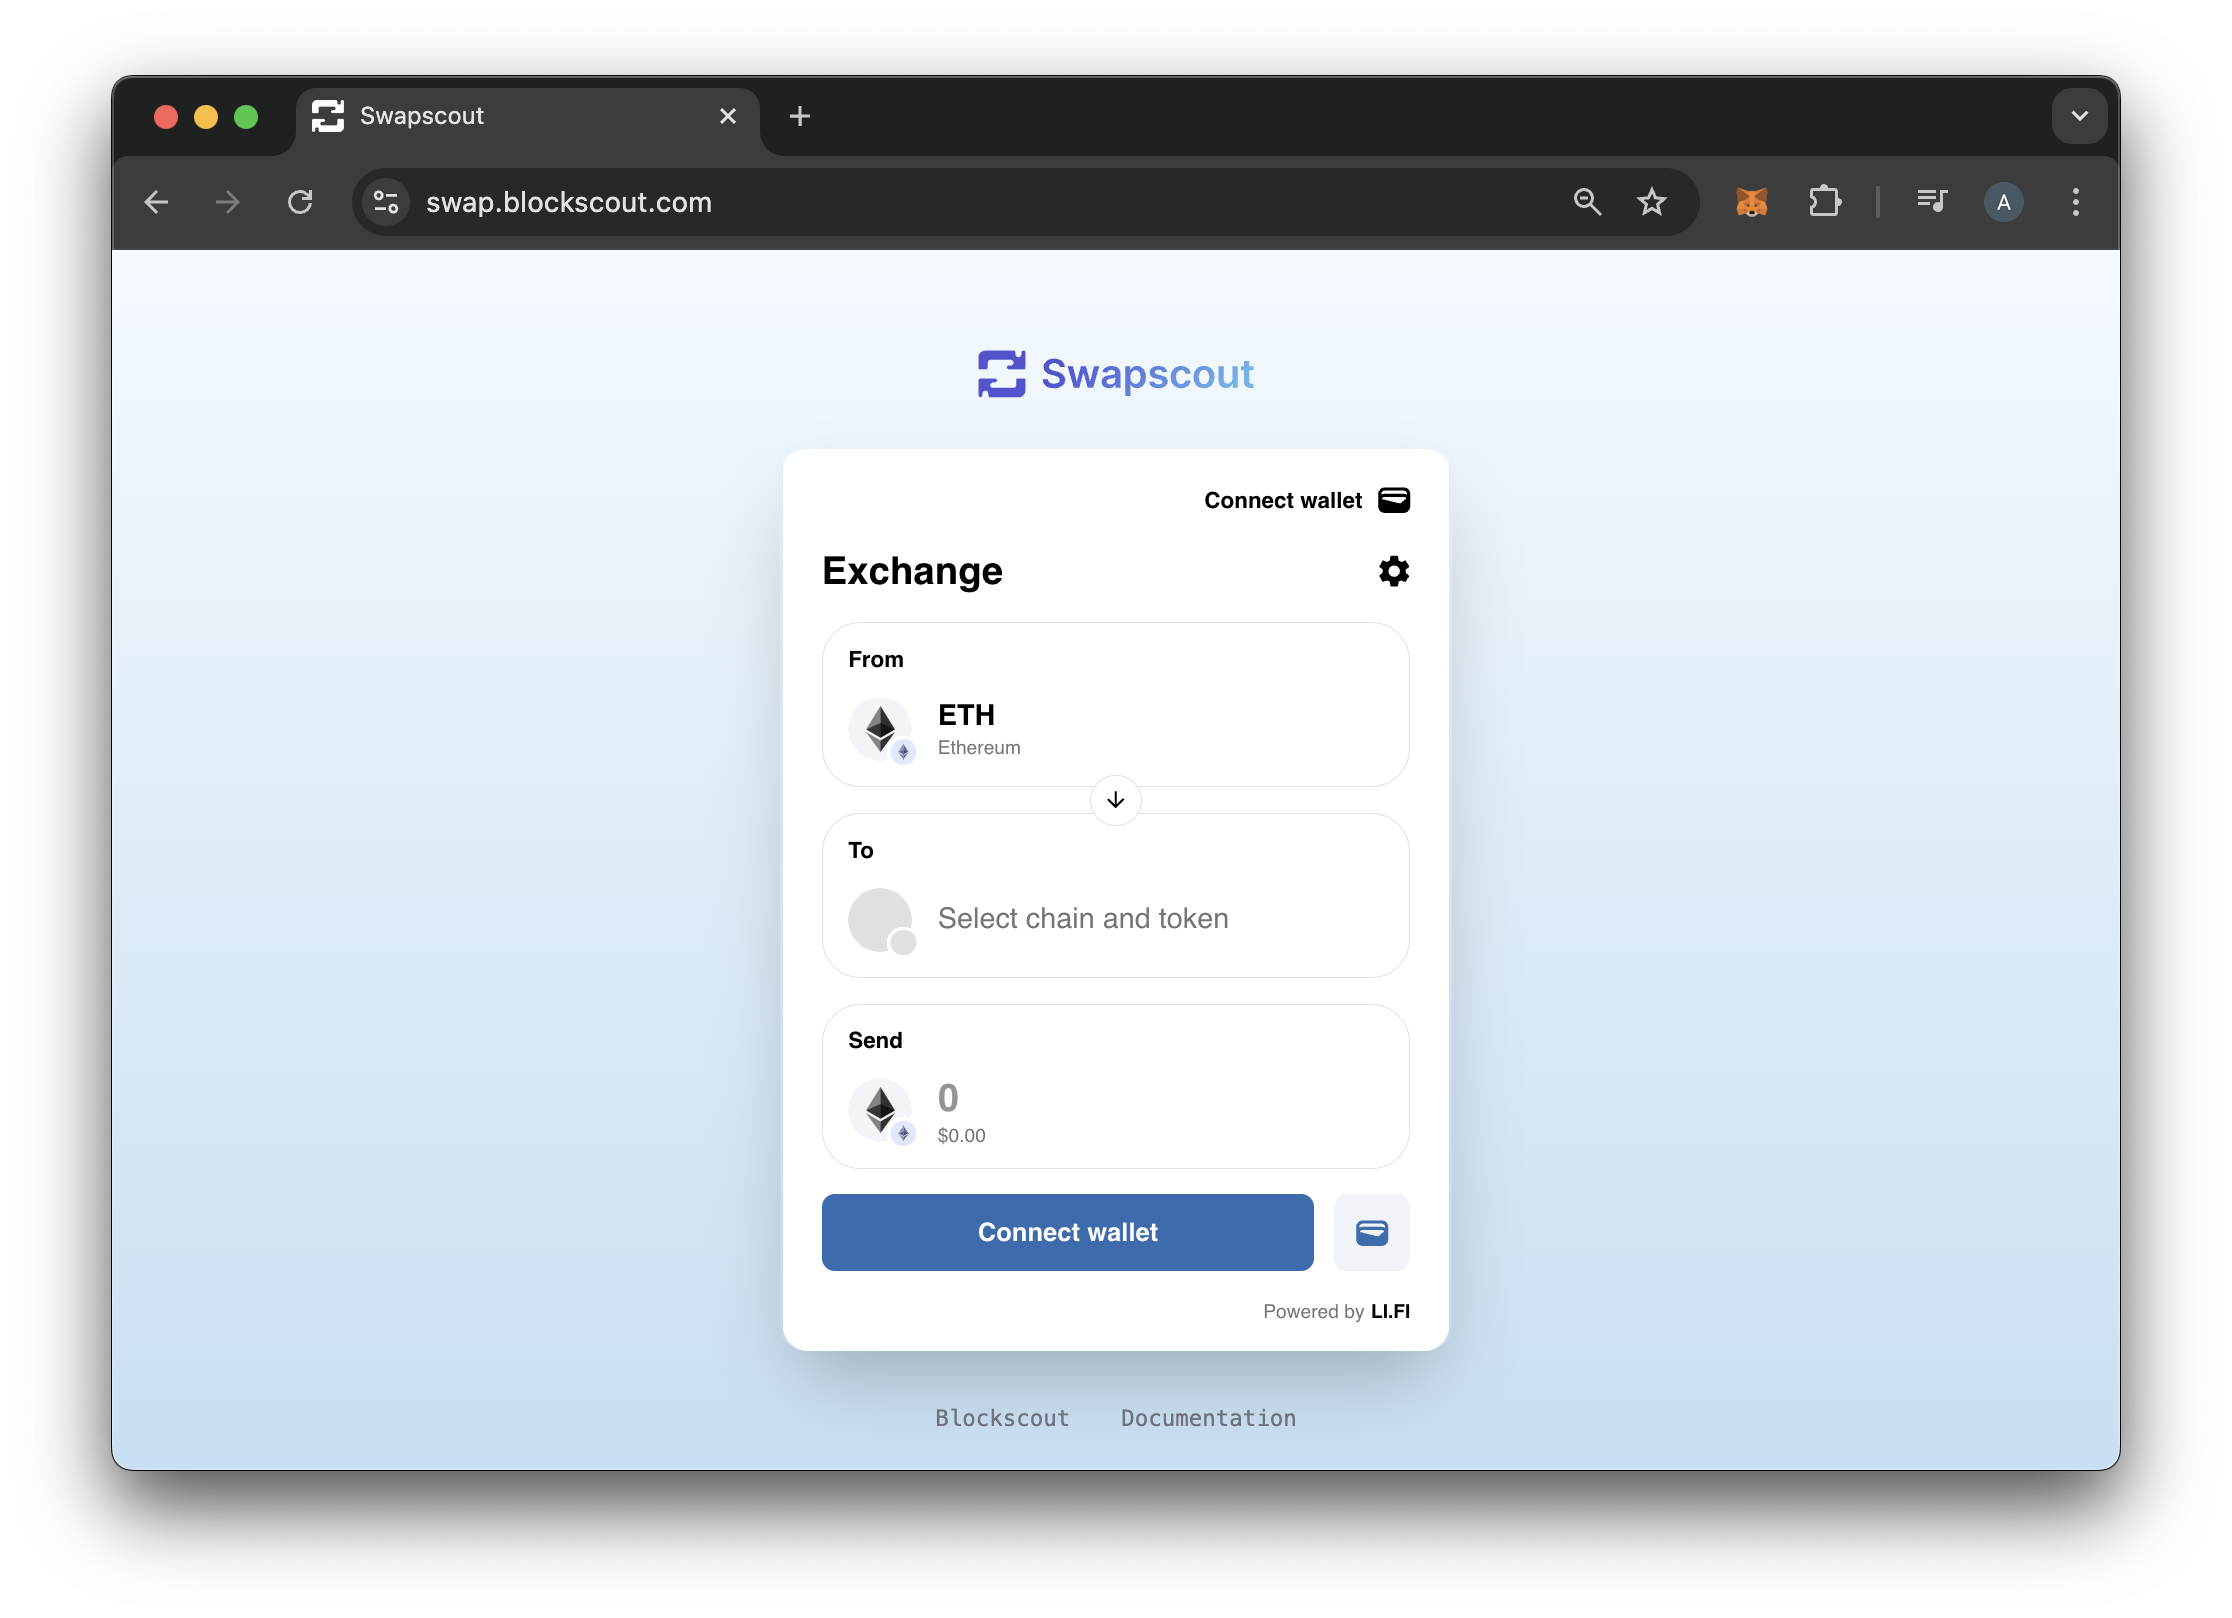 Swapscout
swap.blockscout.com
A
Swapscout
Connect wallet
Exchange
From
ETH
Ethereum
To
Select chain and token
Send
0
$0.00
Connect wallet
Powered by LI.FI
Blockscout Documentation